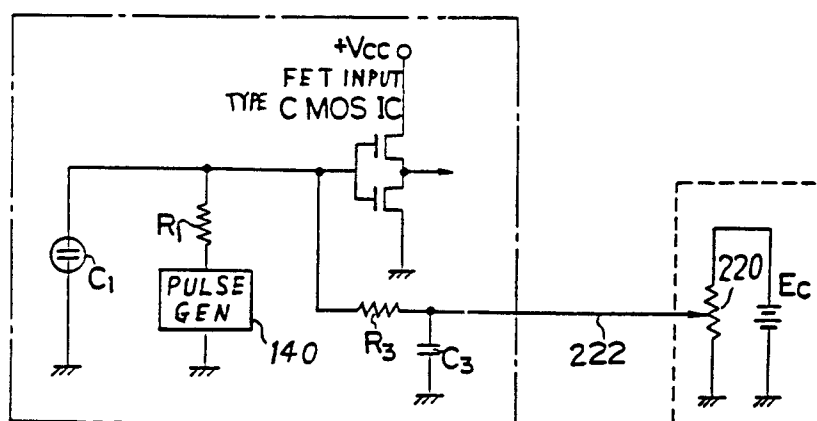 +Vcc
FET INPUT
TYPE C MOS IC
R1
C1
PULSE
GEN
140
R3
C3
222
220
Ec